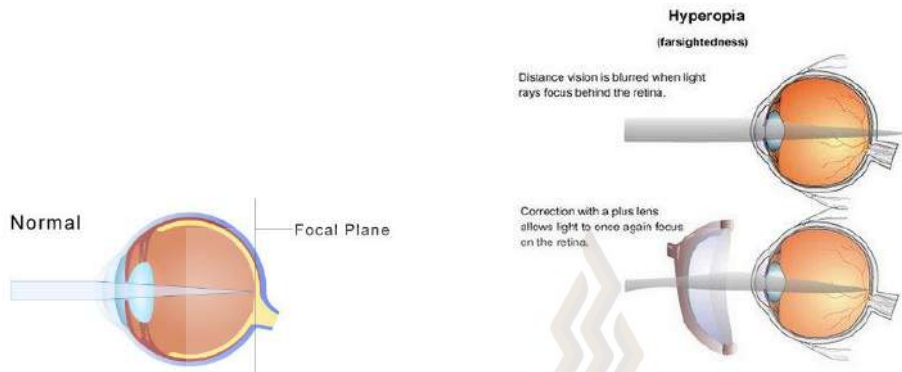 Normal
Focal Plane
Hyperopia
(farsightedness)
Distance vision is blurred when light
rays focus behind the retina.
Correction with a plus lens
allows light to once again focus
on the retina.